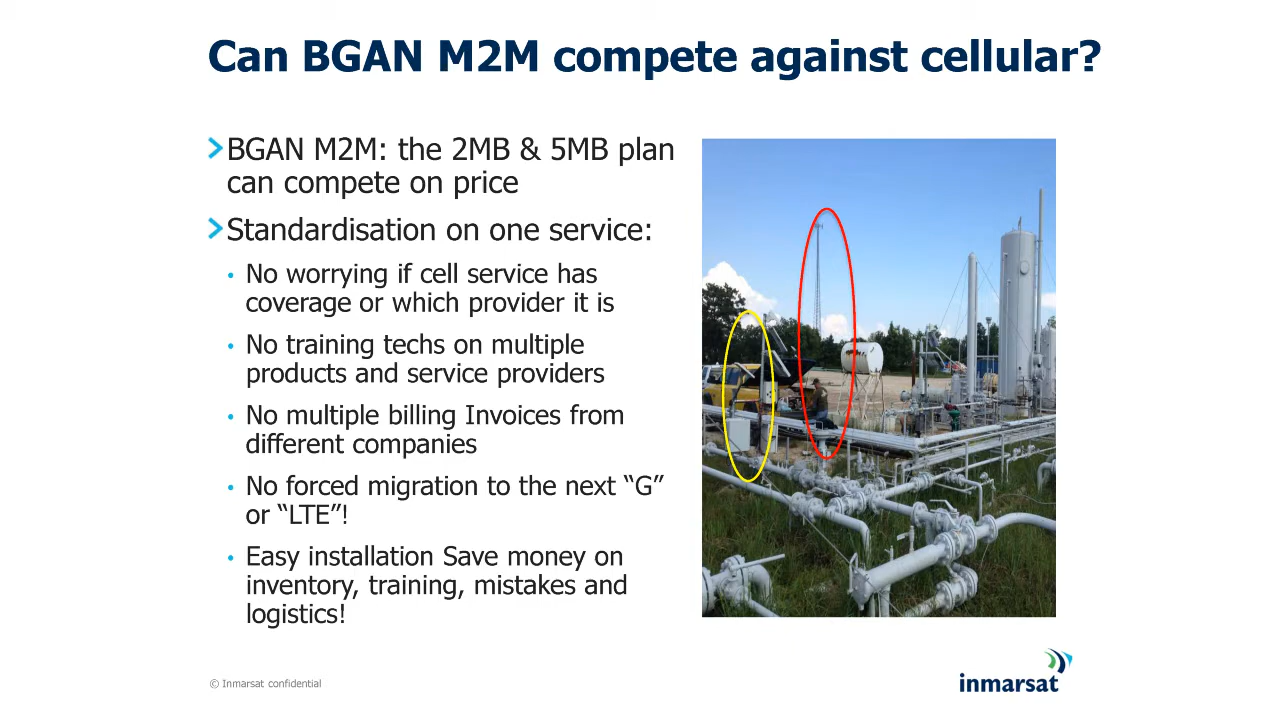 Can BGAN M2M compete against cellular?
BGAN M2M: the 2MB & 5MB plan
can compete on price
Standardisation on one service:
• No worrying if cell service has
coverage or which provider it is
• No training techs on multiple
products and service providers
• No multiple billing Invoices from
different companies
• No forced migration to the next “G”
or “LTE”!
• Easy installation Save money on
inventory, training, mistakes and
logistics!
© Inmarsat confidential
inmarsat